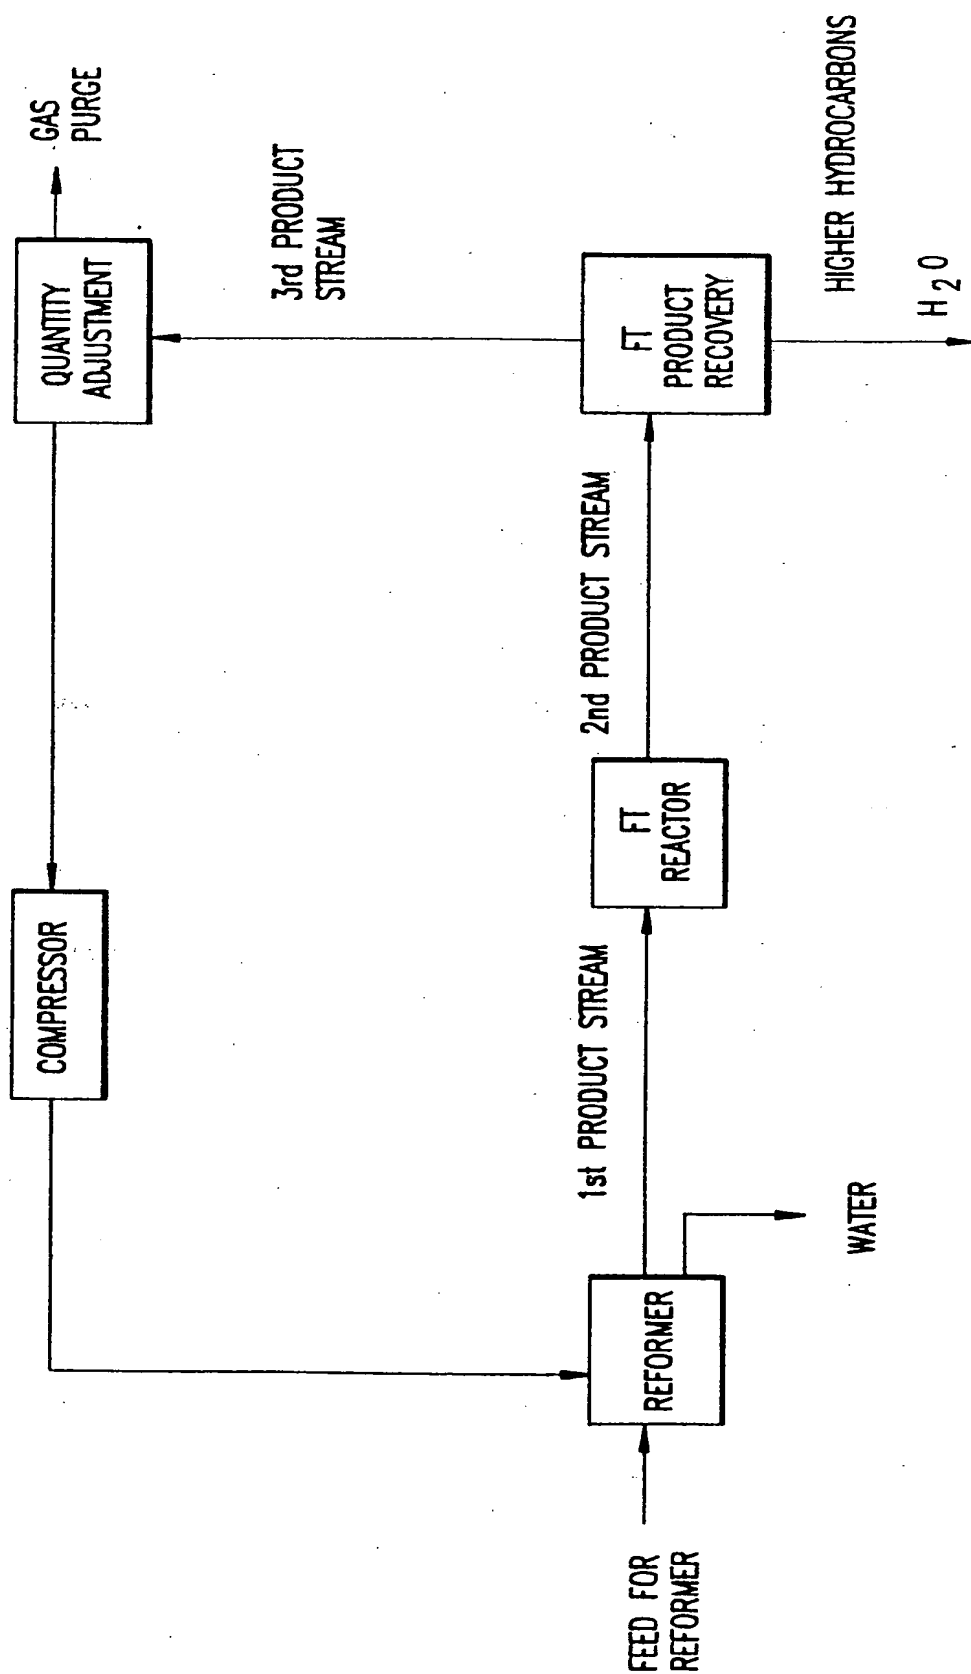 GAS
PURGE
QUANTITY
ADJUSTMENT
COMPRESSOR
3rd PRODUCT
STREAM
FEED FOR
REFORMER
REFORMER
WATER
1st PRODUCT STREAM
FT
REACTOR
2nd PRODUCT STREAM
FT
PRODUCT
RECOVERY
HIGHER HYDROCARBONS
H2O